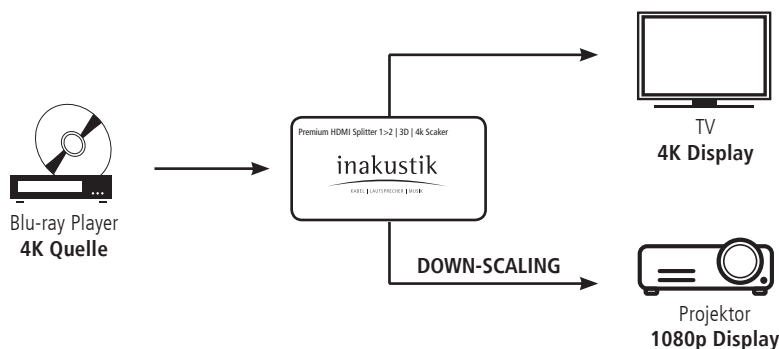 Blu-ray Player
4K Quelle
Premium HDMI Splitter 1>2 | 3D | 4k Scaker
inakustik
KABEL | LAUTSPRECHER | MUSIK
DOWN-SCALING
TV
4K Display
Projektor
1080p Display